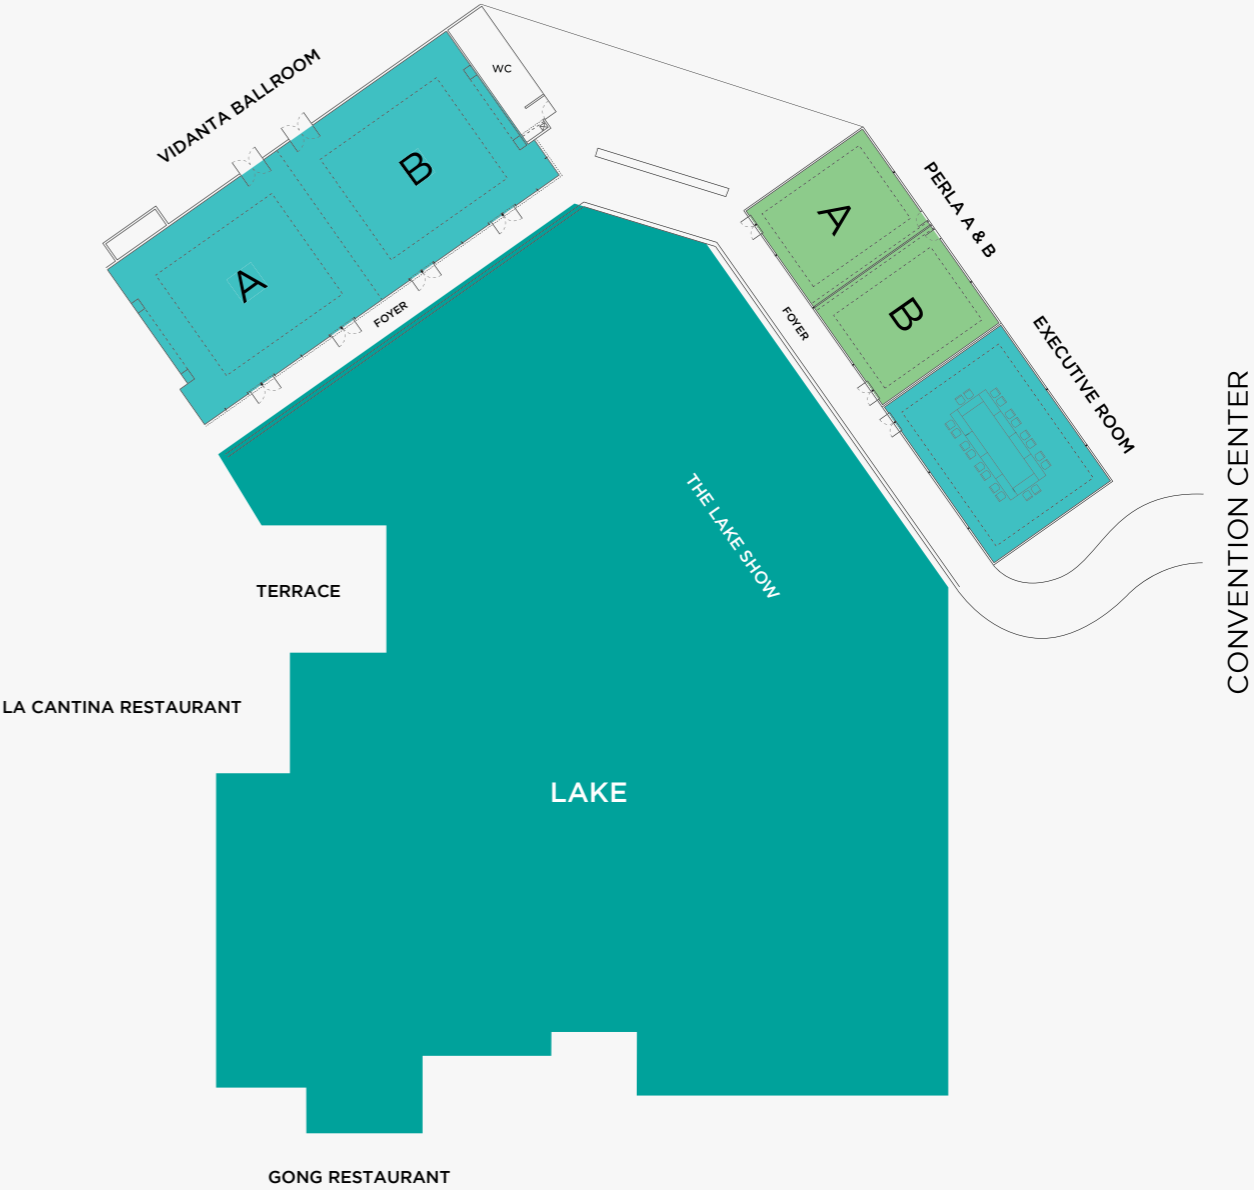 VIDANTA BALLROOM
WC
A
B
FOYER
PERLA A & B
A
B
FOYER
EXECUTIVE ROOM
CONVENTION CENTER
THE LAKE SHOW
TERRACE
LA CANTINA RESTAURANT
LAKE
GONG RESTAURANT